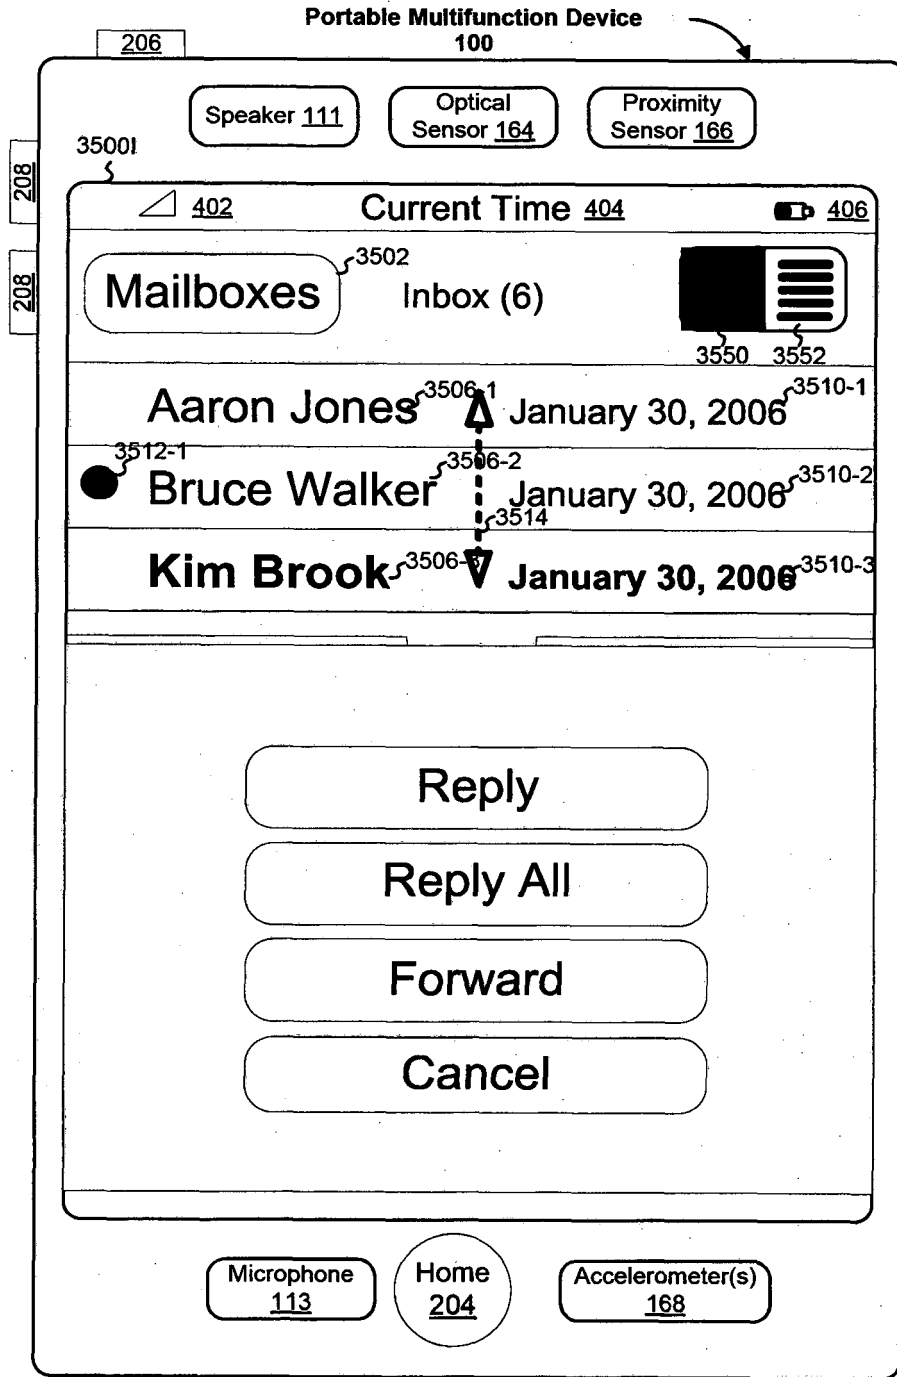 Portable Multifunction Device
100
206
Speaker 111
Optical
Sensor 164
Proximity
Sensor 166
3500I
208
208
402
Current Time 404
406
Mailboxes
3502
Inbox (6)
3550
3552
Aaron Jones
3506-1
January 30, 2006
3510-1
3512-1
Bruce Walker
3506-2
January 30, 2006
3510-2
3514
Kim Brook
3506-3
January 30, 2006
3510-3
Reply
Reply All
Forward
Cancel
Microphone
113
Home
204
Accelerometer(s)
168